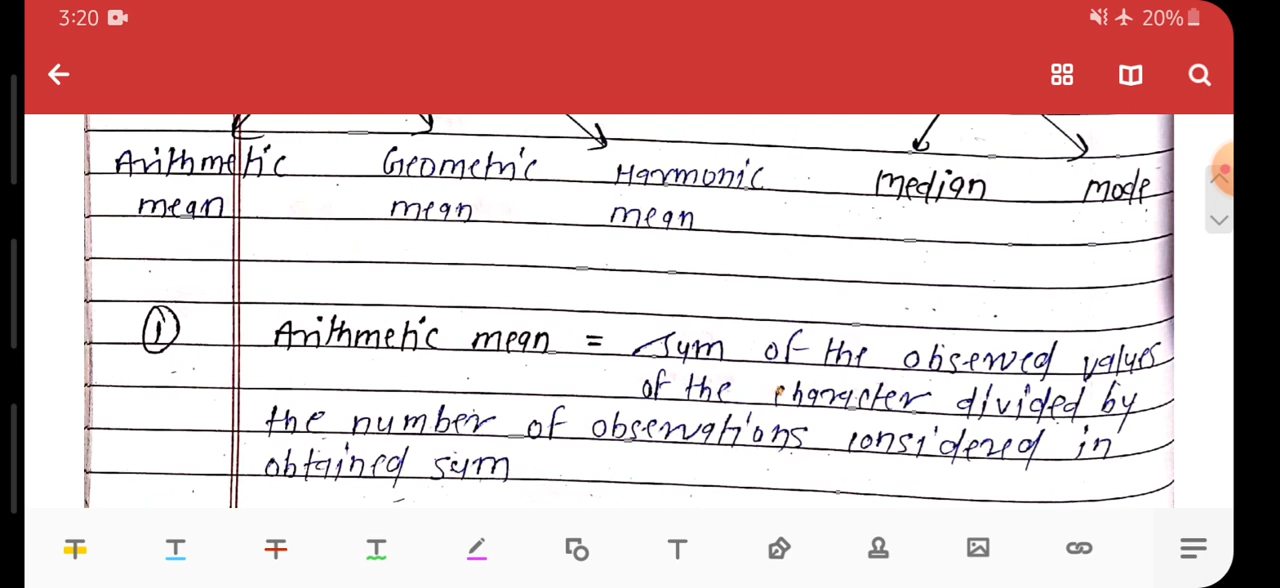 3:20
20%
Arithmetic Geometric Harmonic Median Mode
mean mean mean
① Arithmetic mean = Sum of the observed values
of the character divided by
the number of observations considered in
obtained sum